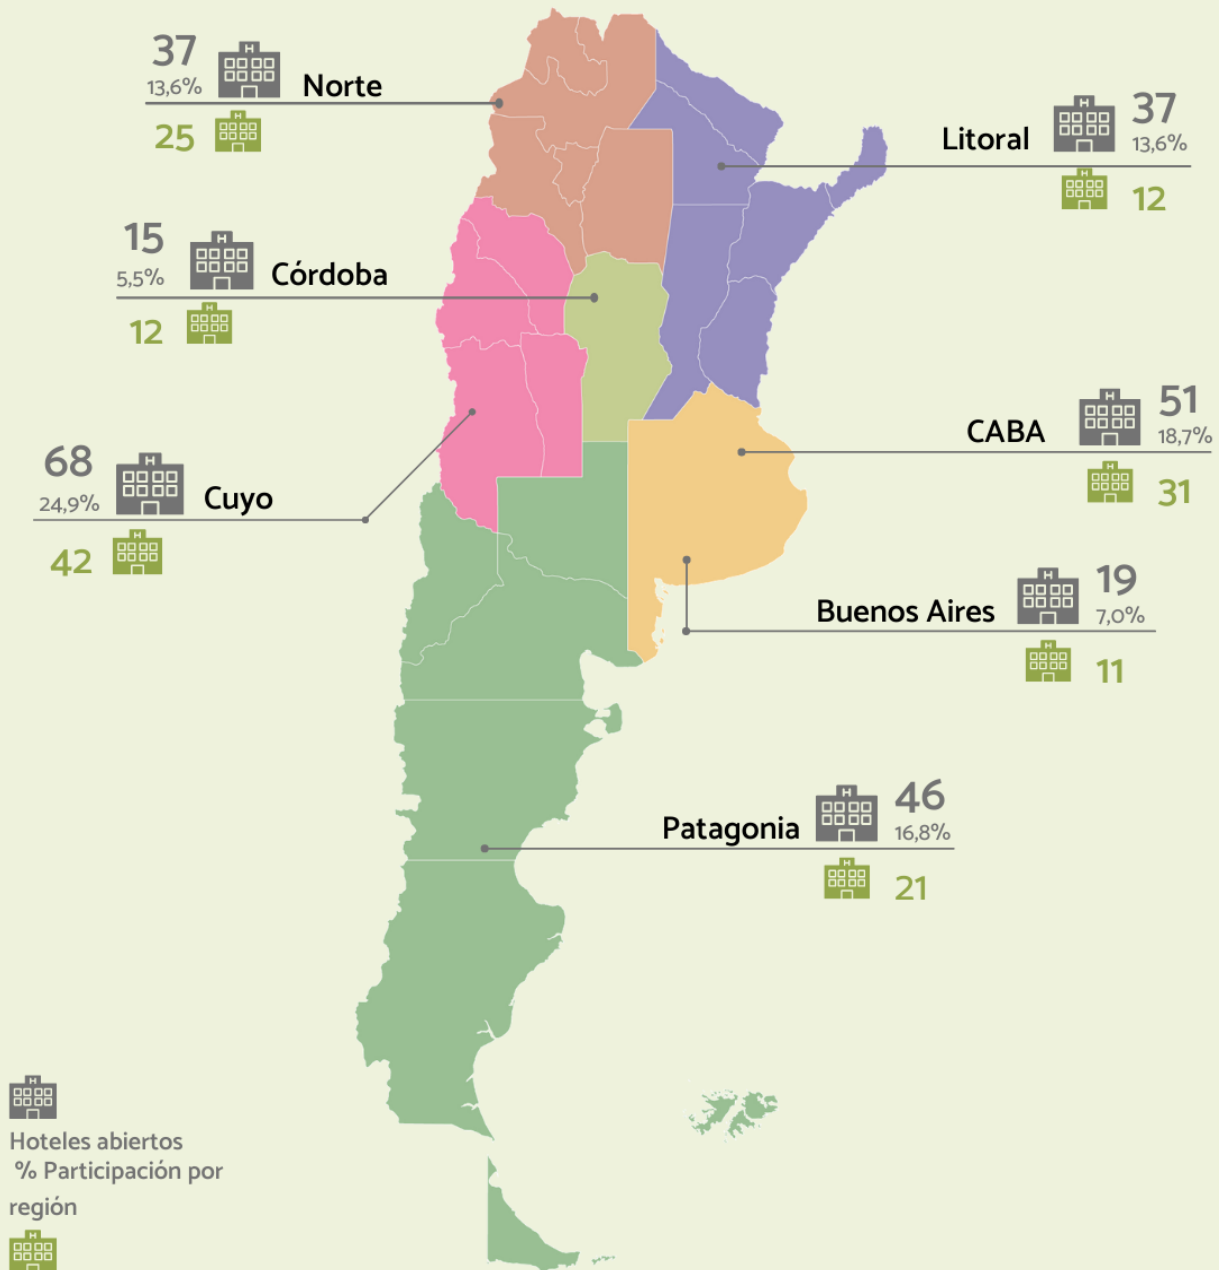 37
13,6%
Norte
25
37
13,6%
Litoral
12
15
5,5%
Córdoba
12
51
18,7%
CABA
31
68
24,9%
Cuyo
42
19
7,0%
Buenos Aires
11
46
16,8%
Patagonia
21
Hoteles abiertos
% Participación por
región